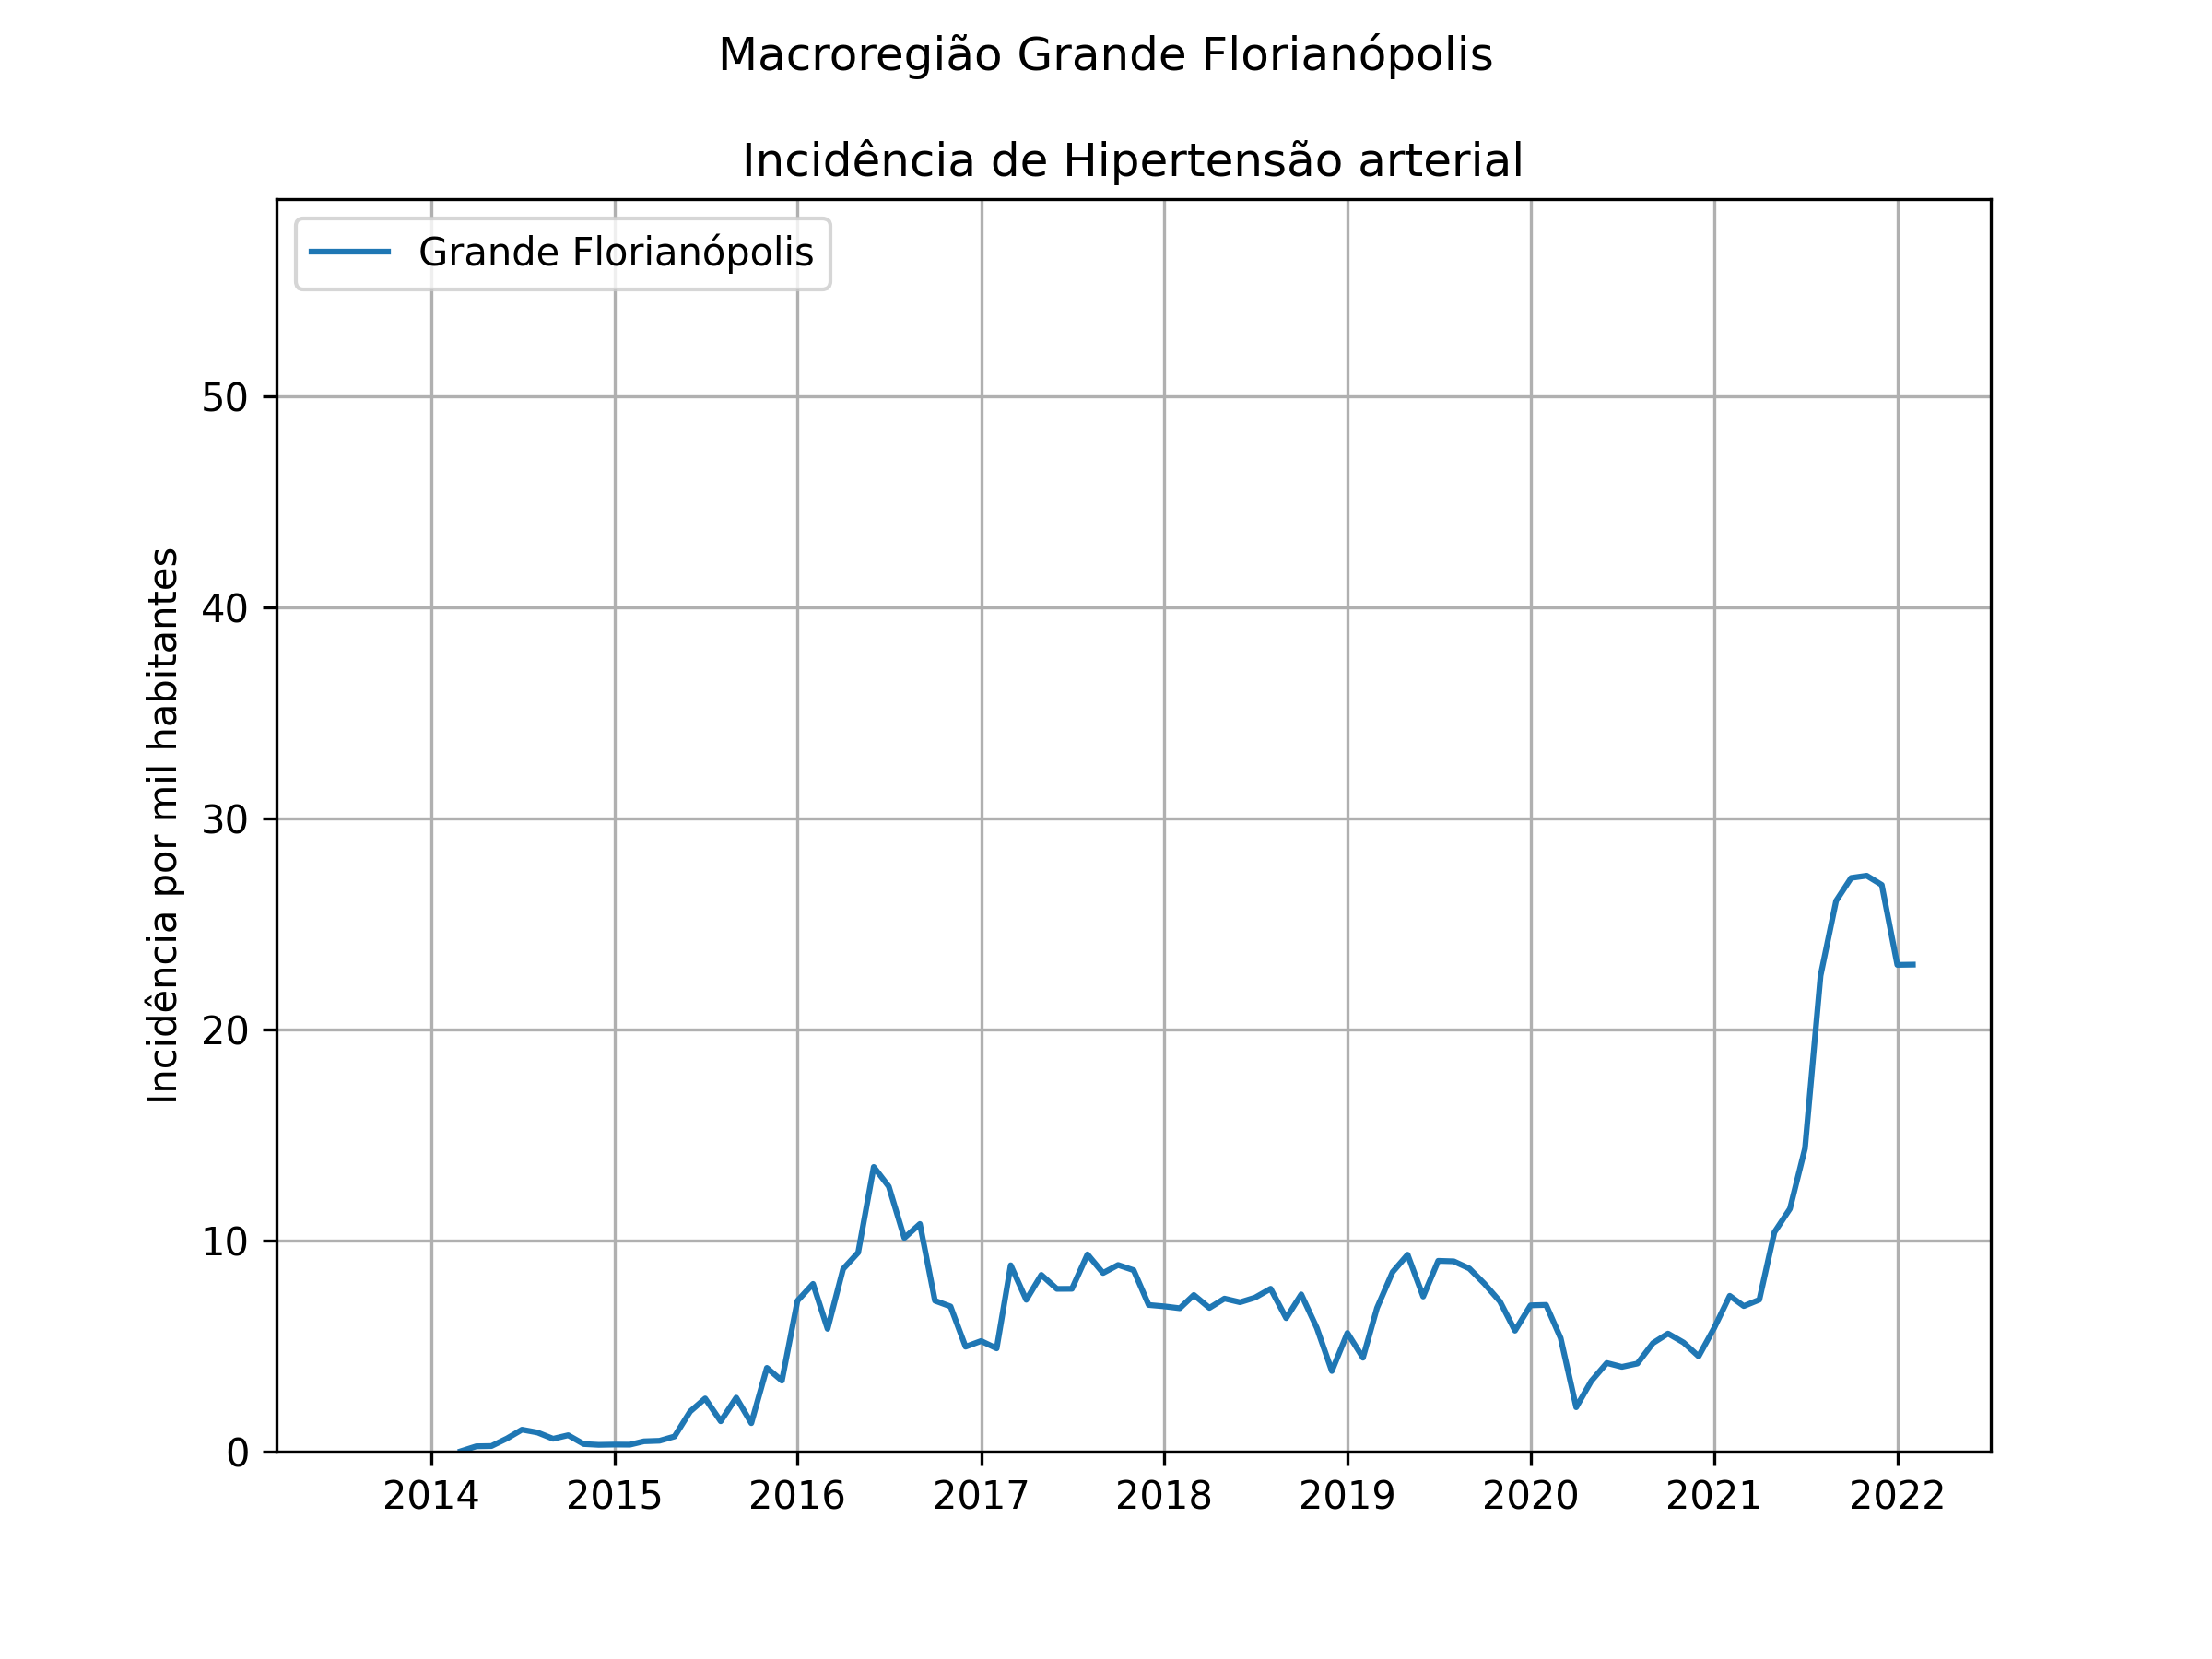 Macroregião Grande Florianópolis
Incidência de Hipertensão arterial
Grande Florianópolis
Incidência por mil habitantes
50
40
30
20
10
0
2014 2015 2016 2017 2018 2019 2020 2021 2022